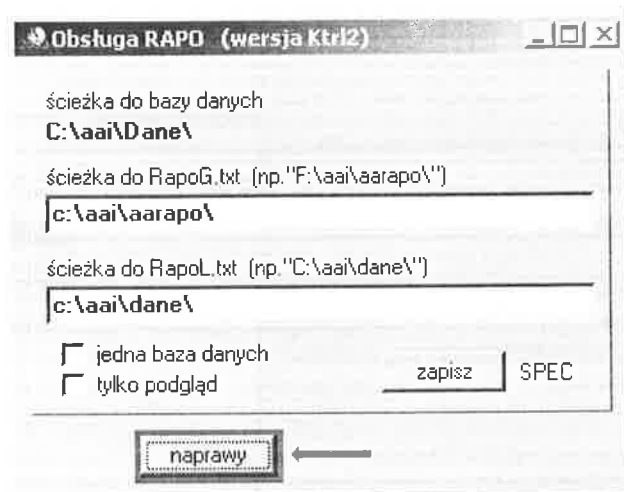 Obsługa RAPO (wersja Ktrl2)
ścieżka do bazy danych
C:\aai\Dane\
ścieżka do RapoG.txt (np."F:\aai\aarapo\")
c:\aai\aarapo\
ścieżka do RapoL.txt (np."C:\aai\dane\")
c:\aai\dane\
jedna baza danych
tylko podgląd
zapisz SPEC
naprawy